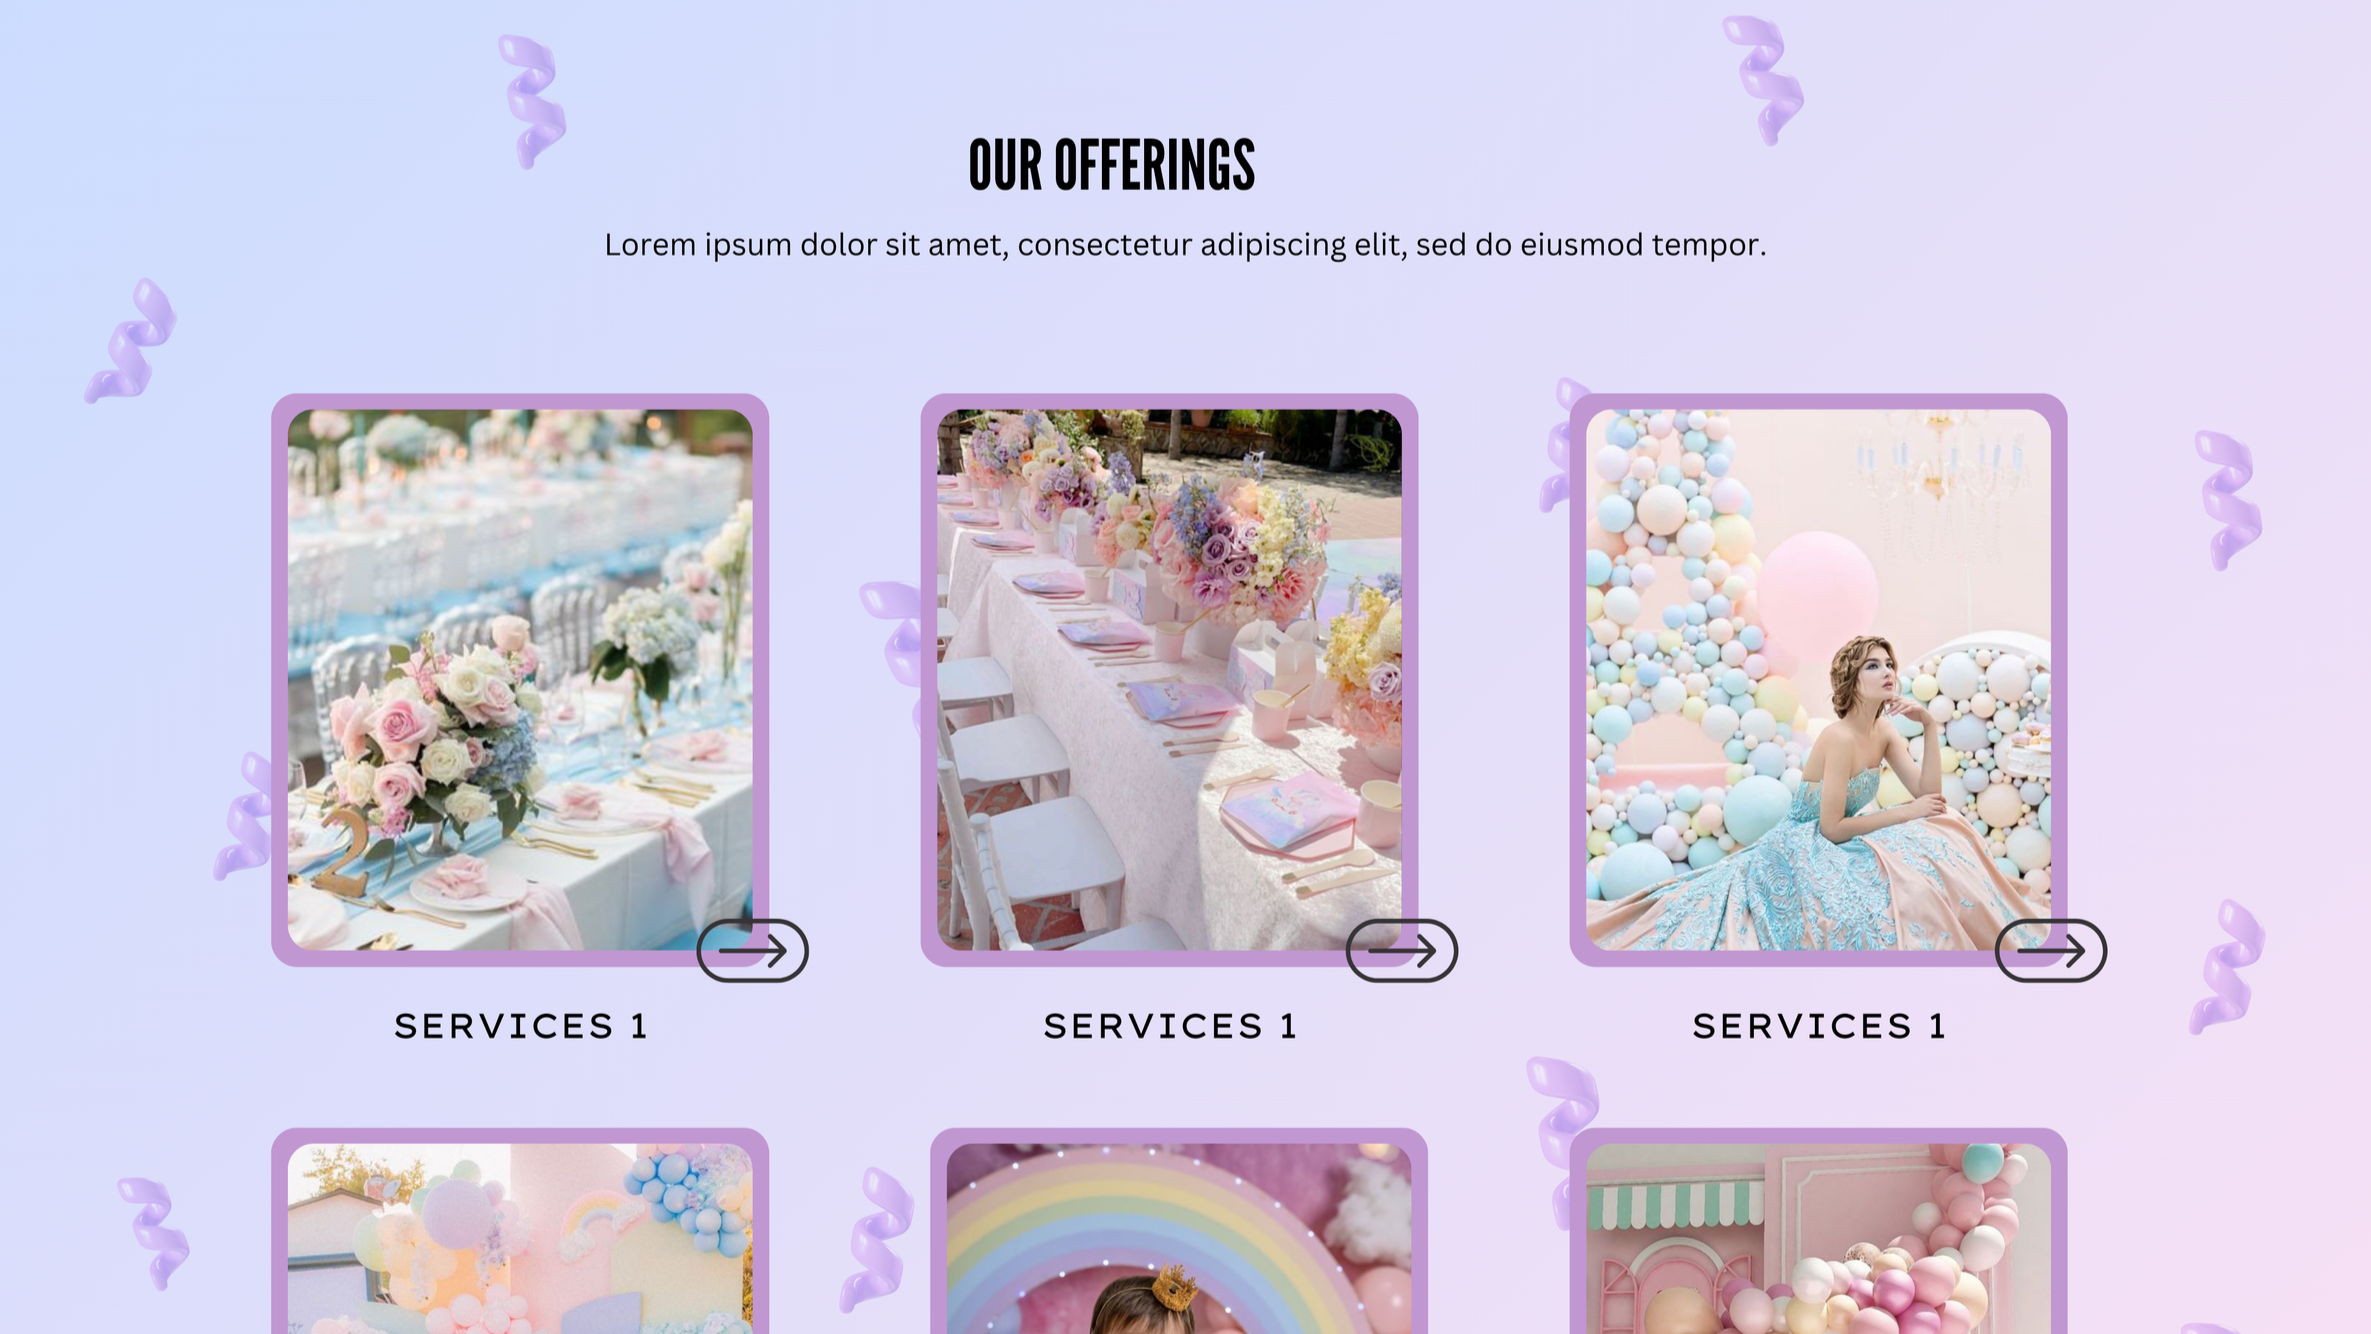 OUR OFFERINGS
Lorem ipsum dolor sit amet, consectetur adipiscing elit, sed do eiusmod tempor.
2
SERVICES 1
SERVICES 1
SERVICES 1